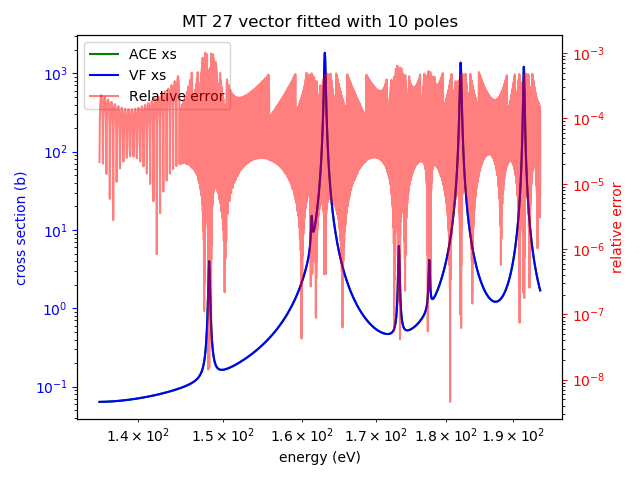 MT 27 vector fitted with 10 poles
ACE xs
VF xs
Relative error
cross section (b)
10³
10²
10¹
10⁰
10⁻¹
relative error
10⁻³
10⁻⁴
10⁻⁵
10⁻⁶
10⁻⁷
10⁻⁸
1.4 × 10² 1.5 × 10² 1.6 × 10² 1.7 × 10² 1.8 × 10² 1.9 × 10²
energy (eV)